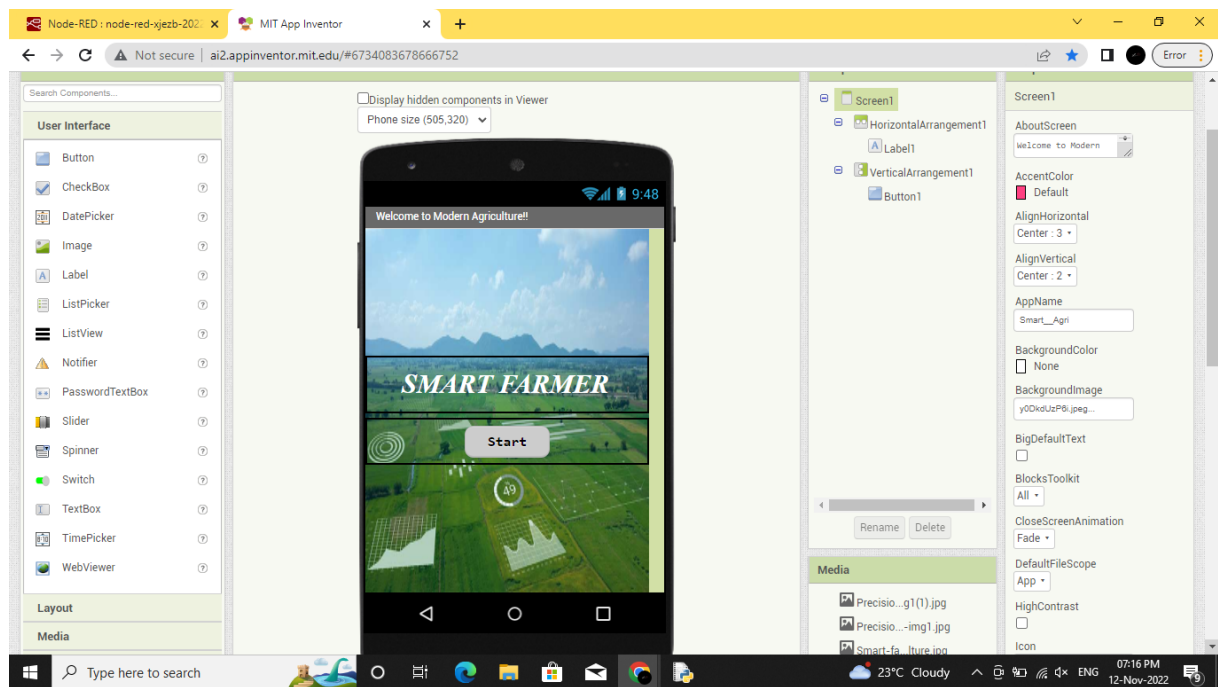 Node-RED : node-red-xjezb-202
MIT App Inventor
Not secure | ai2.appinventor.mit.edu/#6734083678666752
Error
Search Components...
User Interface
Button
CheckBox
DatePicker
Image
Label
ListPicker
ListView
Notifier
PasswordTextBox
Slider
Spinner
Switch
TextBox
TimePicker
WebViewer
Layout
Media
Display hidden components in Viewer
Phone size (505,320)
9:48
Welcome to Modern Agriculture!!
SMART FARMER
Start
49
Screen1
HorizontalArrangement1
Label1
VerticalArrangement1
Button1
Rename Delete
Media
Precisio...g1(1).jpg
Precisio...-img1.jpg
Smart-fa...lture.jpg
Screen1
AboutScreen
Welcome to Modern
AccentColor
Default
AlignHorizontal
Center : 3
AlignVertical
Center : 2
AppName
Smart__Agri
BackgroundColor
None
BackgroundImage
y0DkdUzP6i.jpeg...
BigDefaultText
BlocksToolkit
All
CloseScreenAnimation
Fade
DefaultFileScope
App
HighContrast
Icon
Type here to search
23°C Cloudy
ENG
07:16 PM
12-Nov-2022
9